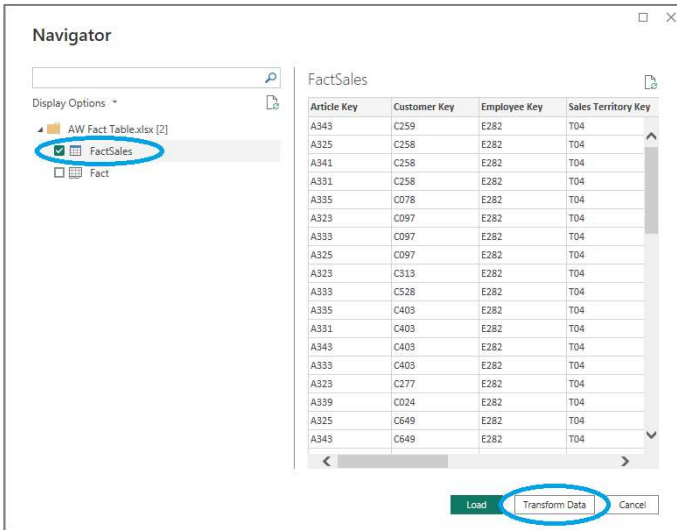 Navigator
Display Options
AW Fact Table.xlsx [2]
FactSales
Fact
FactSales
Article Key Customer Key Employee Key Sales Territory Key
A343 C259 E282 T04
A325 C258 E282 T04
A341 C258 E282 T04
A331 C258 E282 T04
A335 C078 E282 T04
A323 C097 E282 T04
A333 C097 E282 T04
A325 C097 E282 T04
A323 C313 E282 T04
A333 C528 E282 T04
A335 C403 E282 T04
A331 C403 E282 T04
A343 C403 E282 T04
A333 C403 E282 T04
A323 C277 E282 T04
A339 C024 E282 T04
A325 C649 E282 T04
A343 C649 E282 T04
Load Transform Data Cancel